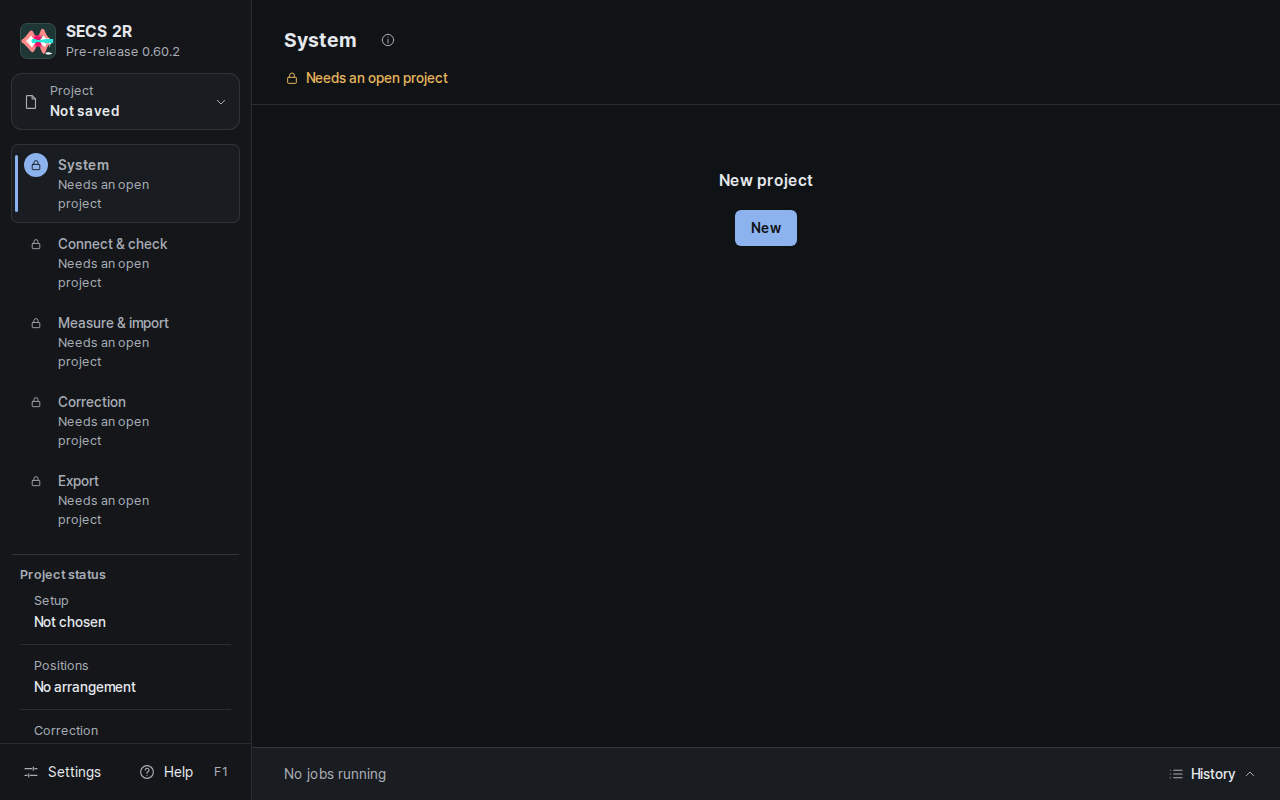 SECS 2R
Pre-release 0.60.2
Project
Not saved
System
Needs an open
project
Connect & check
Needs an open
project
Measure & import
Needs an open
project
Correction
Needs an open
project
Export
Needs an open
project
Project status
Setup
Not chosen
Positions
No arrangement
Correction
Settings
Help F1
System
Needs an open project
New project
New
No jobs running
History